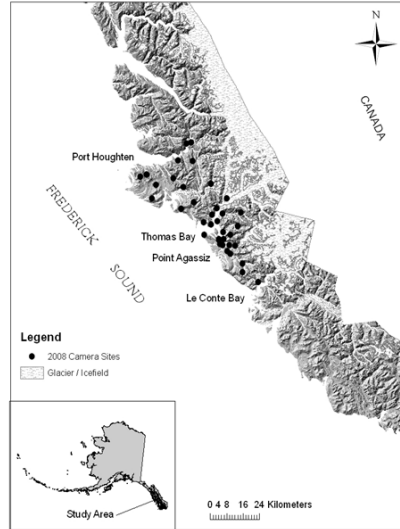 N
CANADA
Port Houghten
FREDERICK
SOUND
Thomas Bay
Point Agassiz
Le Conte Bay
Legend
2008 Camera Sites
Glacier / Icefield
Study Area
0 4 8 16 24 Kilometers